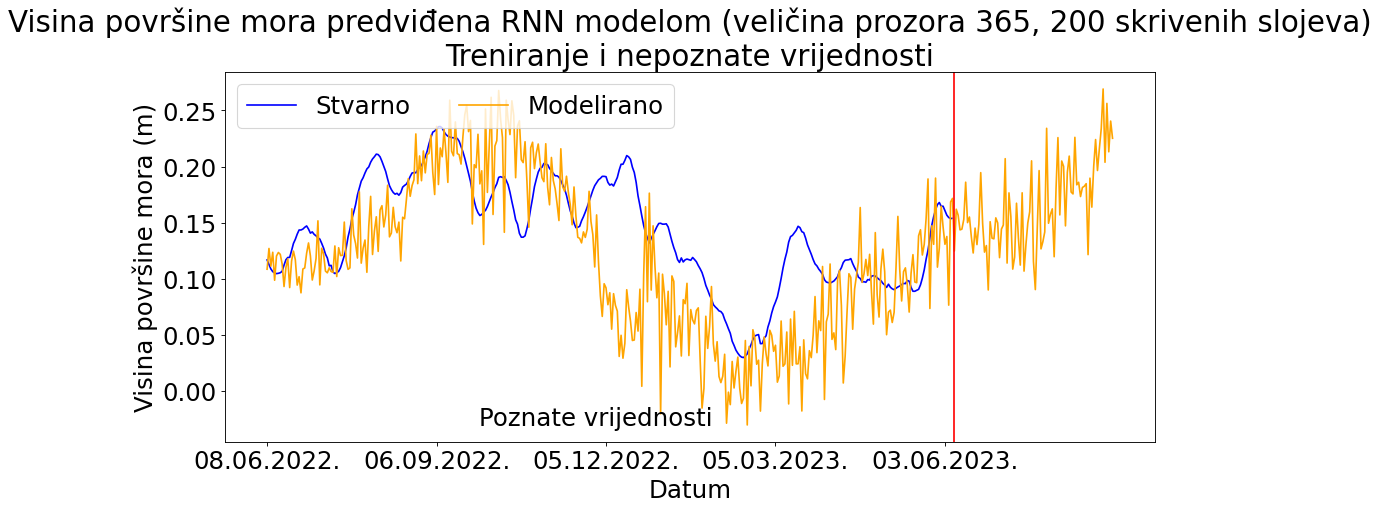 Visina površine mora predviđena RNN modelom (veličina prozora 365, 200 skrivenih slojeva)
Treniranje i nepoznate vrijednosti
Stvarno
Modelirano
Visina površine mora (m)
0.25
0.20
0.15
0.10
0.05
0.00
Poznate vrijednosti
08.06.2022.
06.09.2022.
05.12.2022.
05.03.2023.
03.06.2023.
Datum